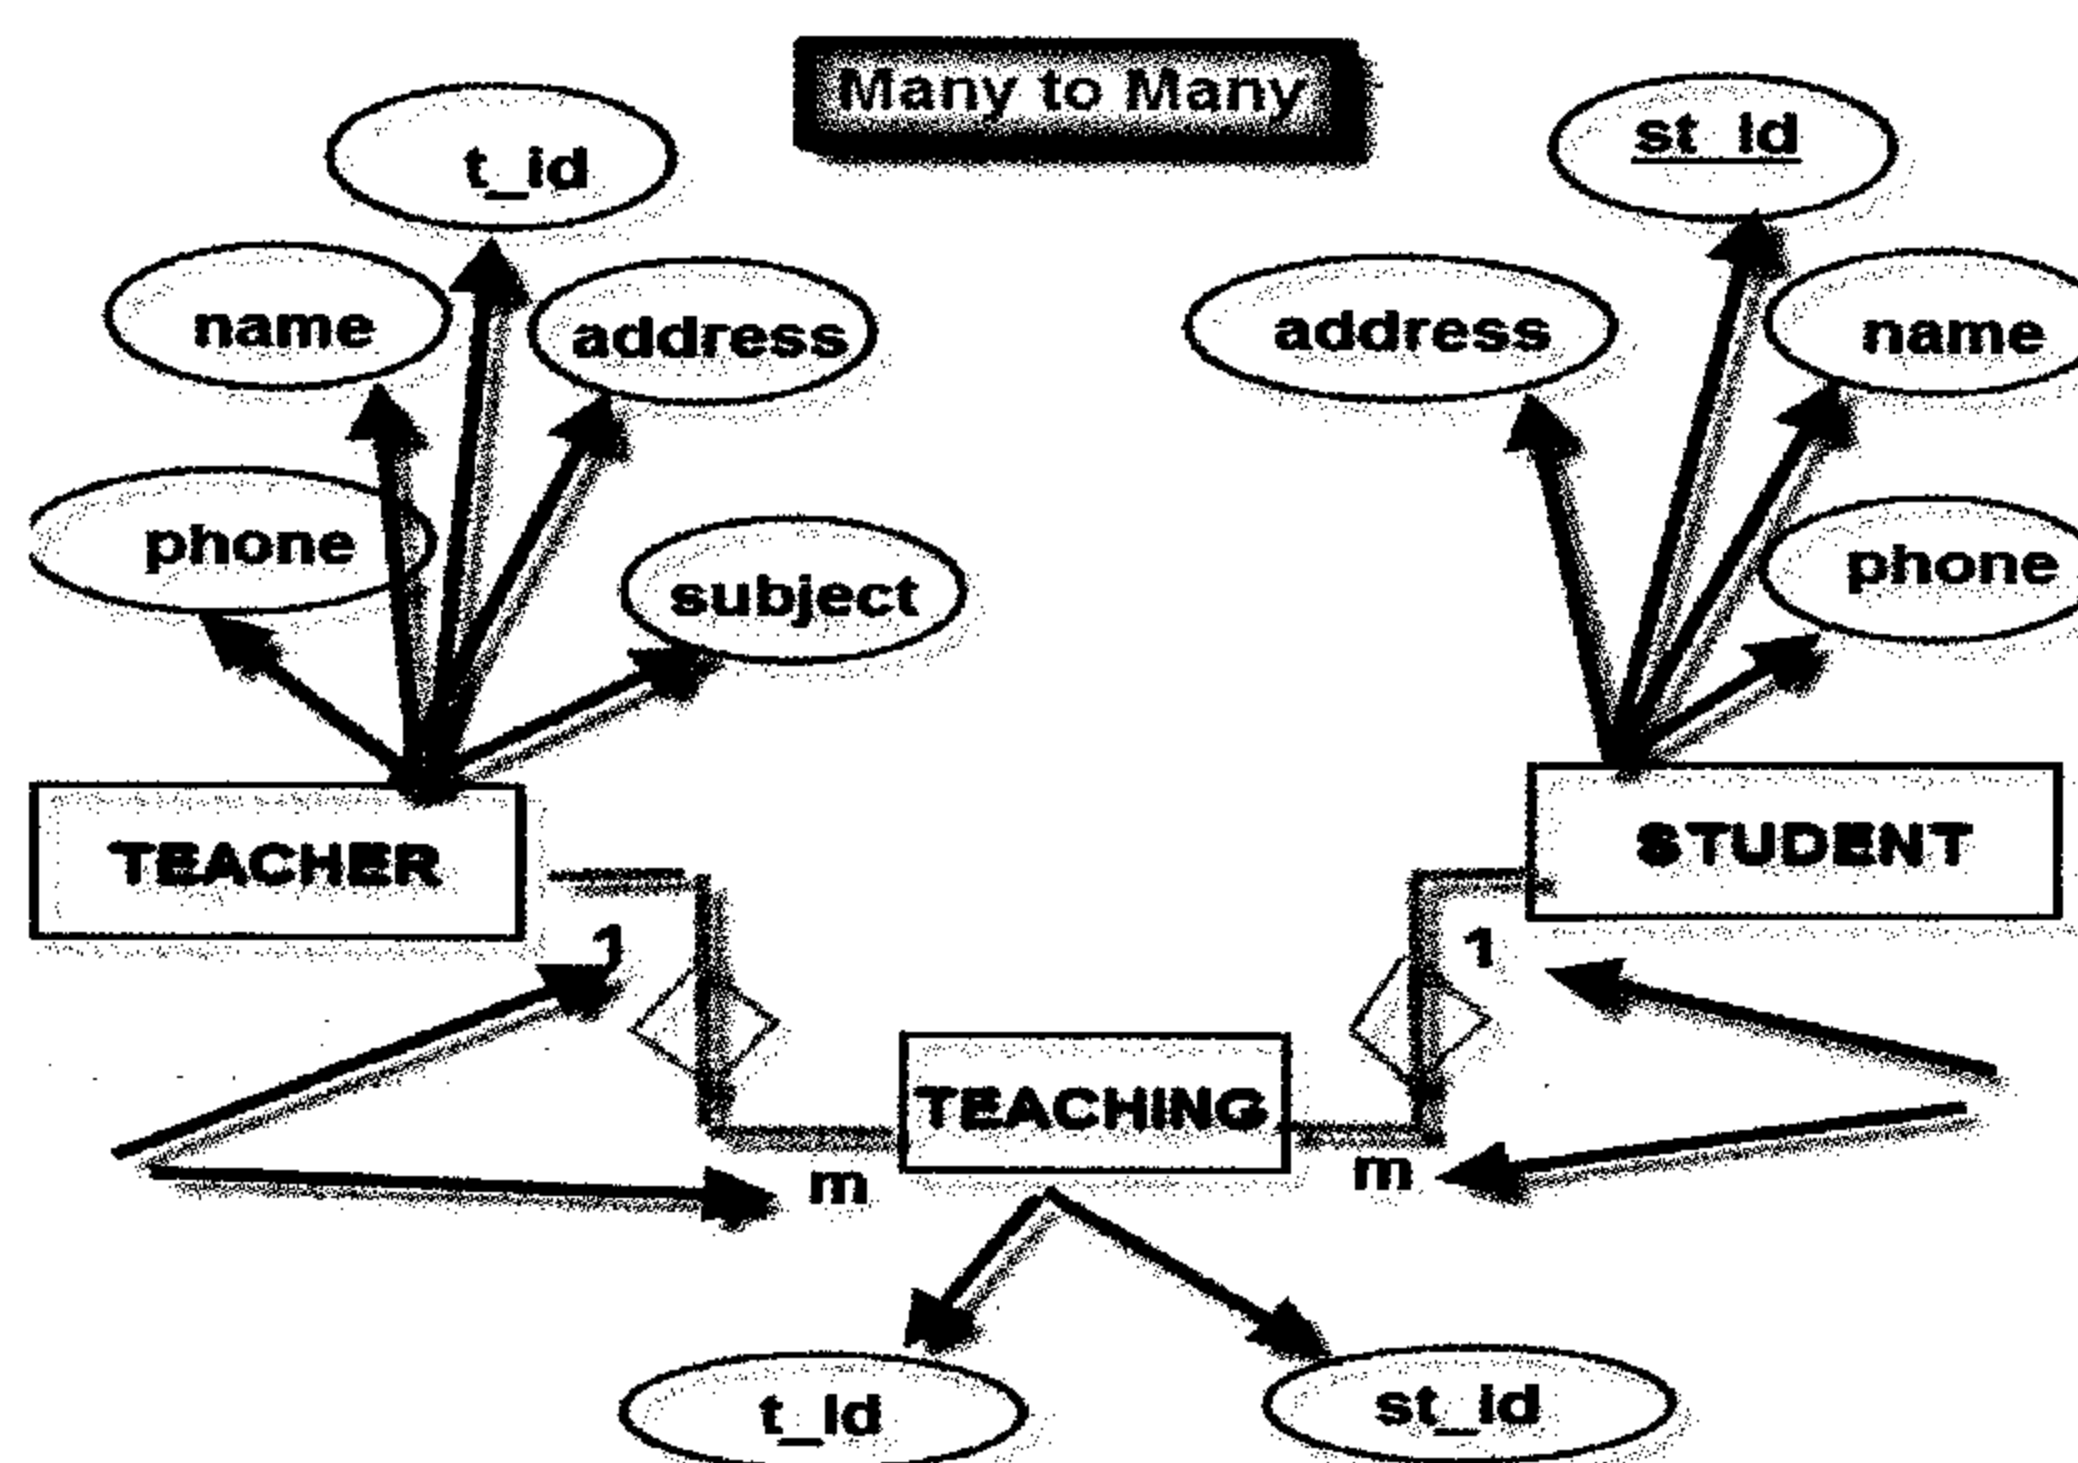 Many to Many
t_id
st_id
name
address
address
name
phone
subject
phone
TEACHER
STUDENT
1
1
TEACHING
m
m
t_id
st_id